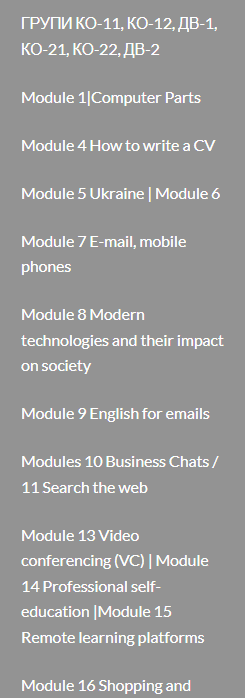 ГРУПИ КО-11, КО-12, ДВ-1,
КО-21, КО-22, ДВ-2
Module 1|Computer Parts
Module 4 How to write a CV
Module 5 Ukraine | Module 6
Module 7 E-mail, mobile
phones
Module 8 Modern
technologies and their impact
on society
Module 9 English for emails
Modules 10 Business Chats /
11 Search the web
Module 13 Video
conferencing (VC) | Module
14 Professional self-
education |Module 15
Remote learning platforms
Module 16 Shopping and